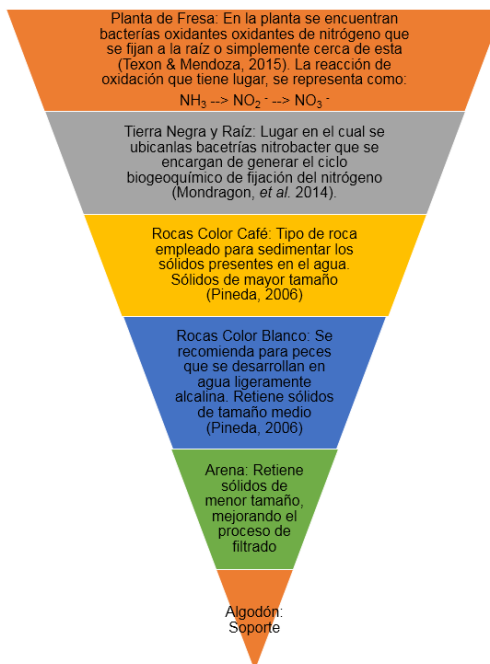 Planta de Fresa: En la planta se encuentran
bacterías oxidantes oxidantes de nitrógeno que
se fijan a la raíz o simplemente cerca de esta
(Texon & Mendoza, 2015). La reacción de
oxidación que tiene lugar, se representa como:
NH3 --> NO2 - --> NO3 -
Tierra Negra y Raíz: Lugar en el cual se
ubicanlas bacetrías nitrobacter que se
encargan de generar el ciclo
biogeoquímico de fijación del nitrógeno
(Mondragon, et al. 2014).
Rocas Color Café: Tipo de roca
empleado para sedimentar los
sólidos presentes en el agua.
Sólidos de mayor tamaño
(Pineda, 2006)
Rocas Color Blanco: Se
recomienda para peces
que se desarrollan en
agua ligeramente
alcalina. Retiene sólidos
de tamaño medio
(Pineda, 2006)
Arena: Retiene
sólidos de
menor tamaño,
mejorando el
proceso de
filtrado
Algodón:
Soporte